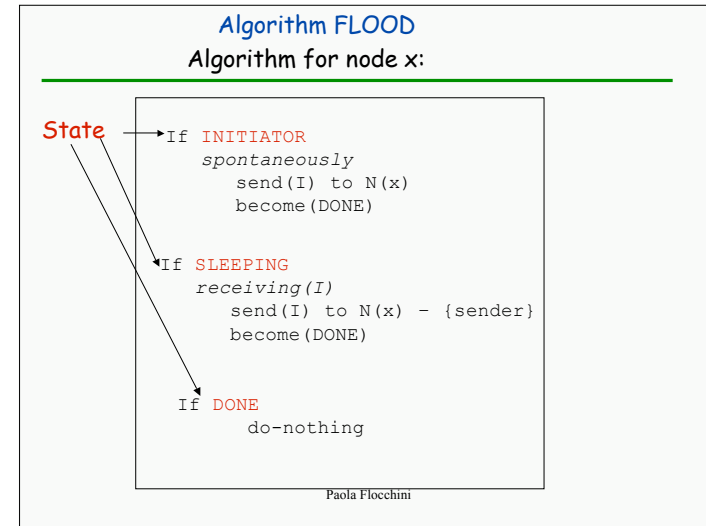 Algorithm FLOOD
Algorithm for node x:
State
If INITIATOR
spontaneously
send(I) to N(x)
become(DONE)
If SLEEPING
receiving(I)
send(I) to N(x) – {sender}
become(DONE)
If DONE
do-nothing
Paola Flocchini